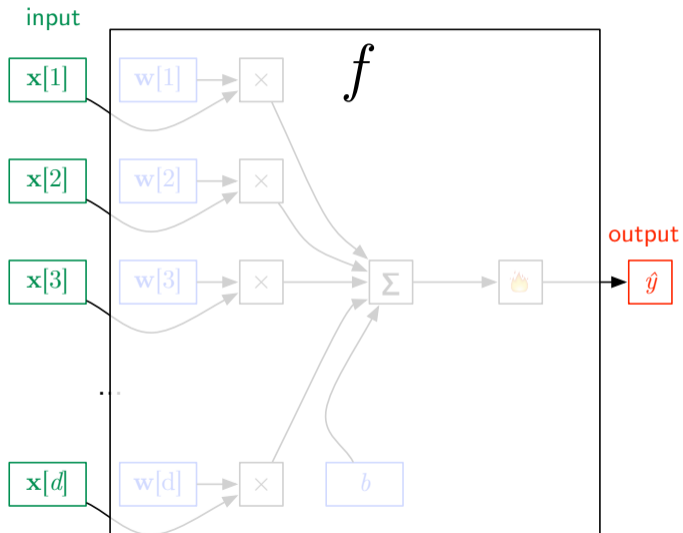 input
f
x[1] w[1] ×
x[2] w[2] ×
output
x[3] w[3] × Σ ŷ
...
x[d] w[d] × b